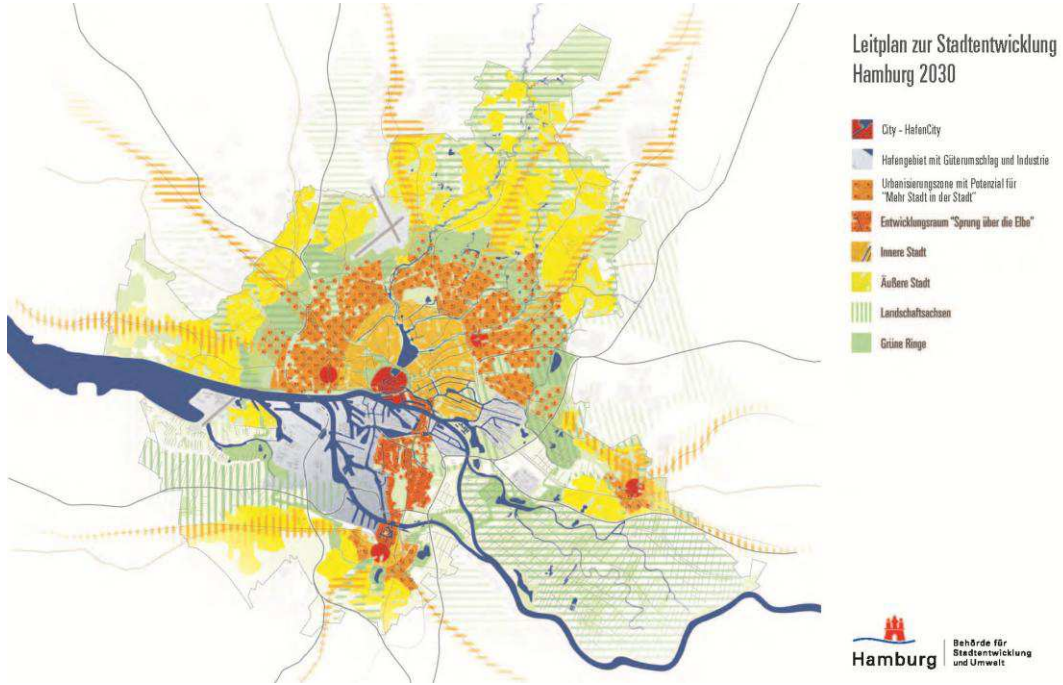 Leitplan zur Stadtentwicklung
Hamburg 2030
City - HafenCity
Hafengebiet mit Güterumschlag und Industrie
Urbanisierungszone mit Potenzial für
"Mehr Stadt in der Stadt"
Entwicklungsraum "Sprung über die Elbe"
Innere Stadt
Äußere Stadt
Landschaftsachsen
Grüne Ringe
Hamburg
Behörde für
Stadtentwicklung
und Umwelt